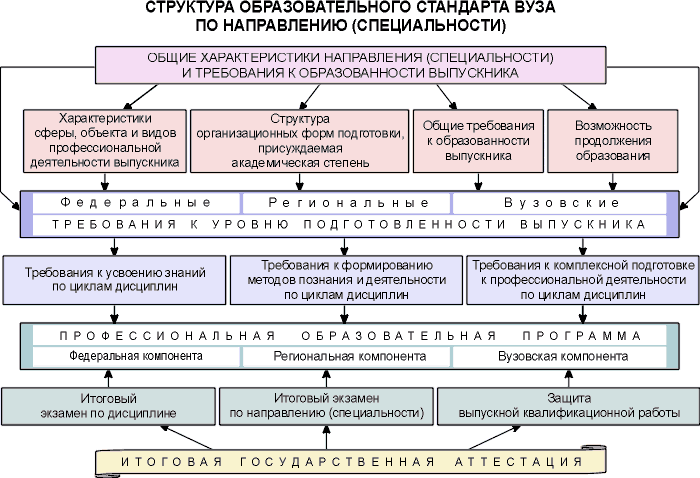 СТРУКТУРА ОБРАЗОВАТЕЛЬНОГО СТАНДАРТА ВУЗА
ПО НАПРАВЛЕНИЮ (СПЕЦИАЛЬНОСТИ)
ОБЩИЕ ХАРАКТЕРИСТИКИ НАПРАВЛЕНИЯ (СПЕЦИАЛЬНОСТИ)
И ТРЕБОВАНИЯ К ОБРАЗОВАННОСТИ ВЫПУСКНИКА
Характеристики
сферы, объекта и видов
профессиональной
деятельности выпускника
Структура
организационных форм подготовки,
присуждаемая
академическая степень
Общие требования
к образованности
выпускника
Возможность
продолжения
образования
Федеральные
Региональные
Вузовские
ТРЕБОВАНИЯ К УРОВНЮ ПОДГОТОВЛЕННОСТИ ВЫПУСКНИКА
Требования к усвоению знаний
по циклам дисциплин
Требования к формированию
методов познания и деятельности
по циклам дисциплин
Требования к комплексной подготовке
к профессиональной деятельности
по циклам дисциплин
ПРОФЕССИОНАЛЬНАЯ ОБРАЗОВАТЕЛЬНАЯ ПРОГРАММА
Федеральная компонента
Региональная компонента
Вузовская компонента
Итоговый
экзамен по дисциплине
Итоговый экзамен
по направлению (специальности)
Защита
выпускной квалификационной работы
ИТОГОВАЯ ГОСУДАРСТВЕННАЯ АТТЕСТАЦИЯ